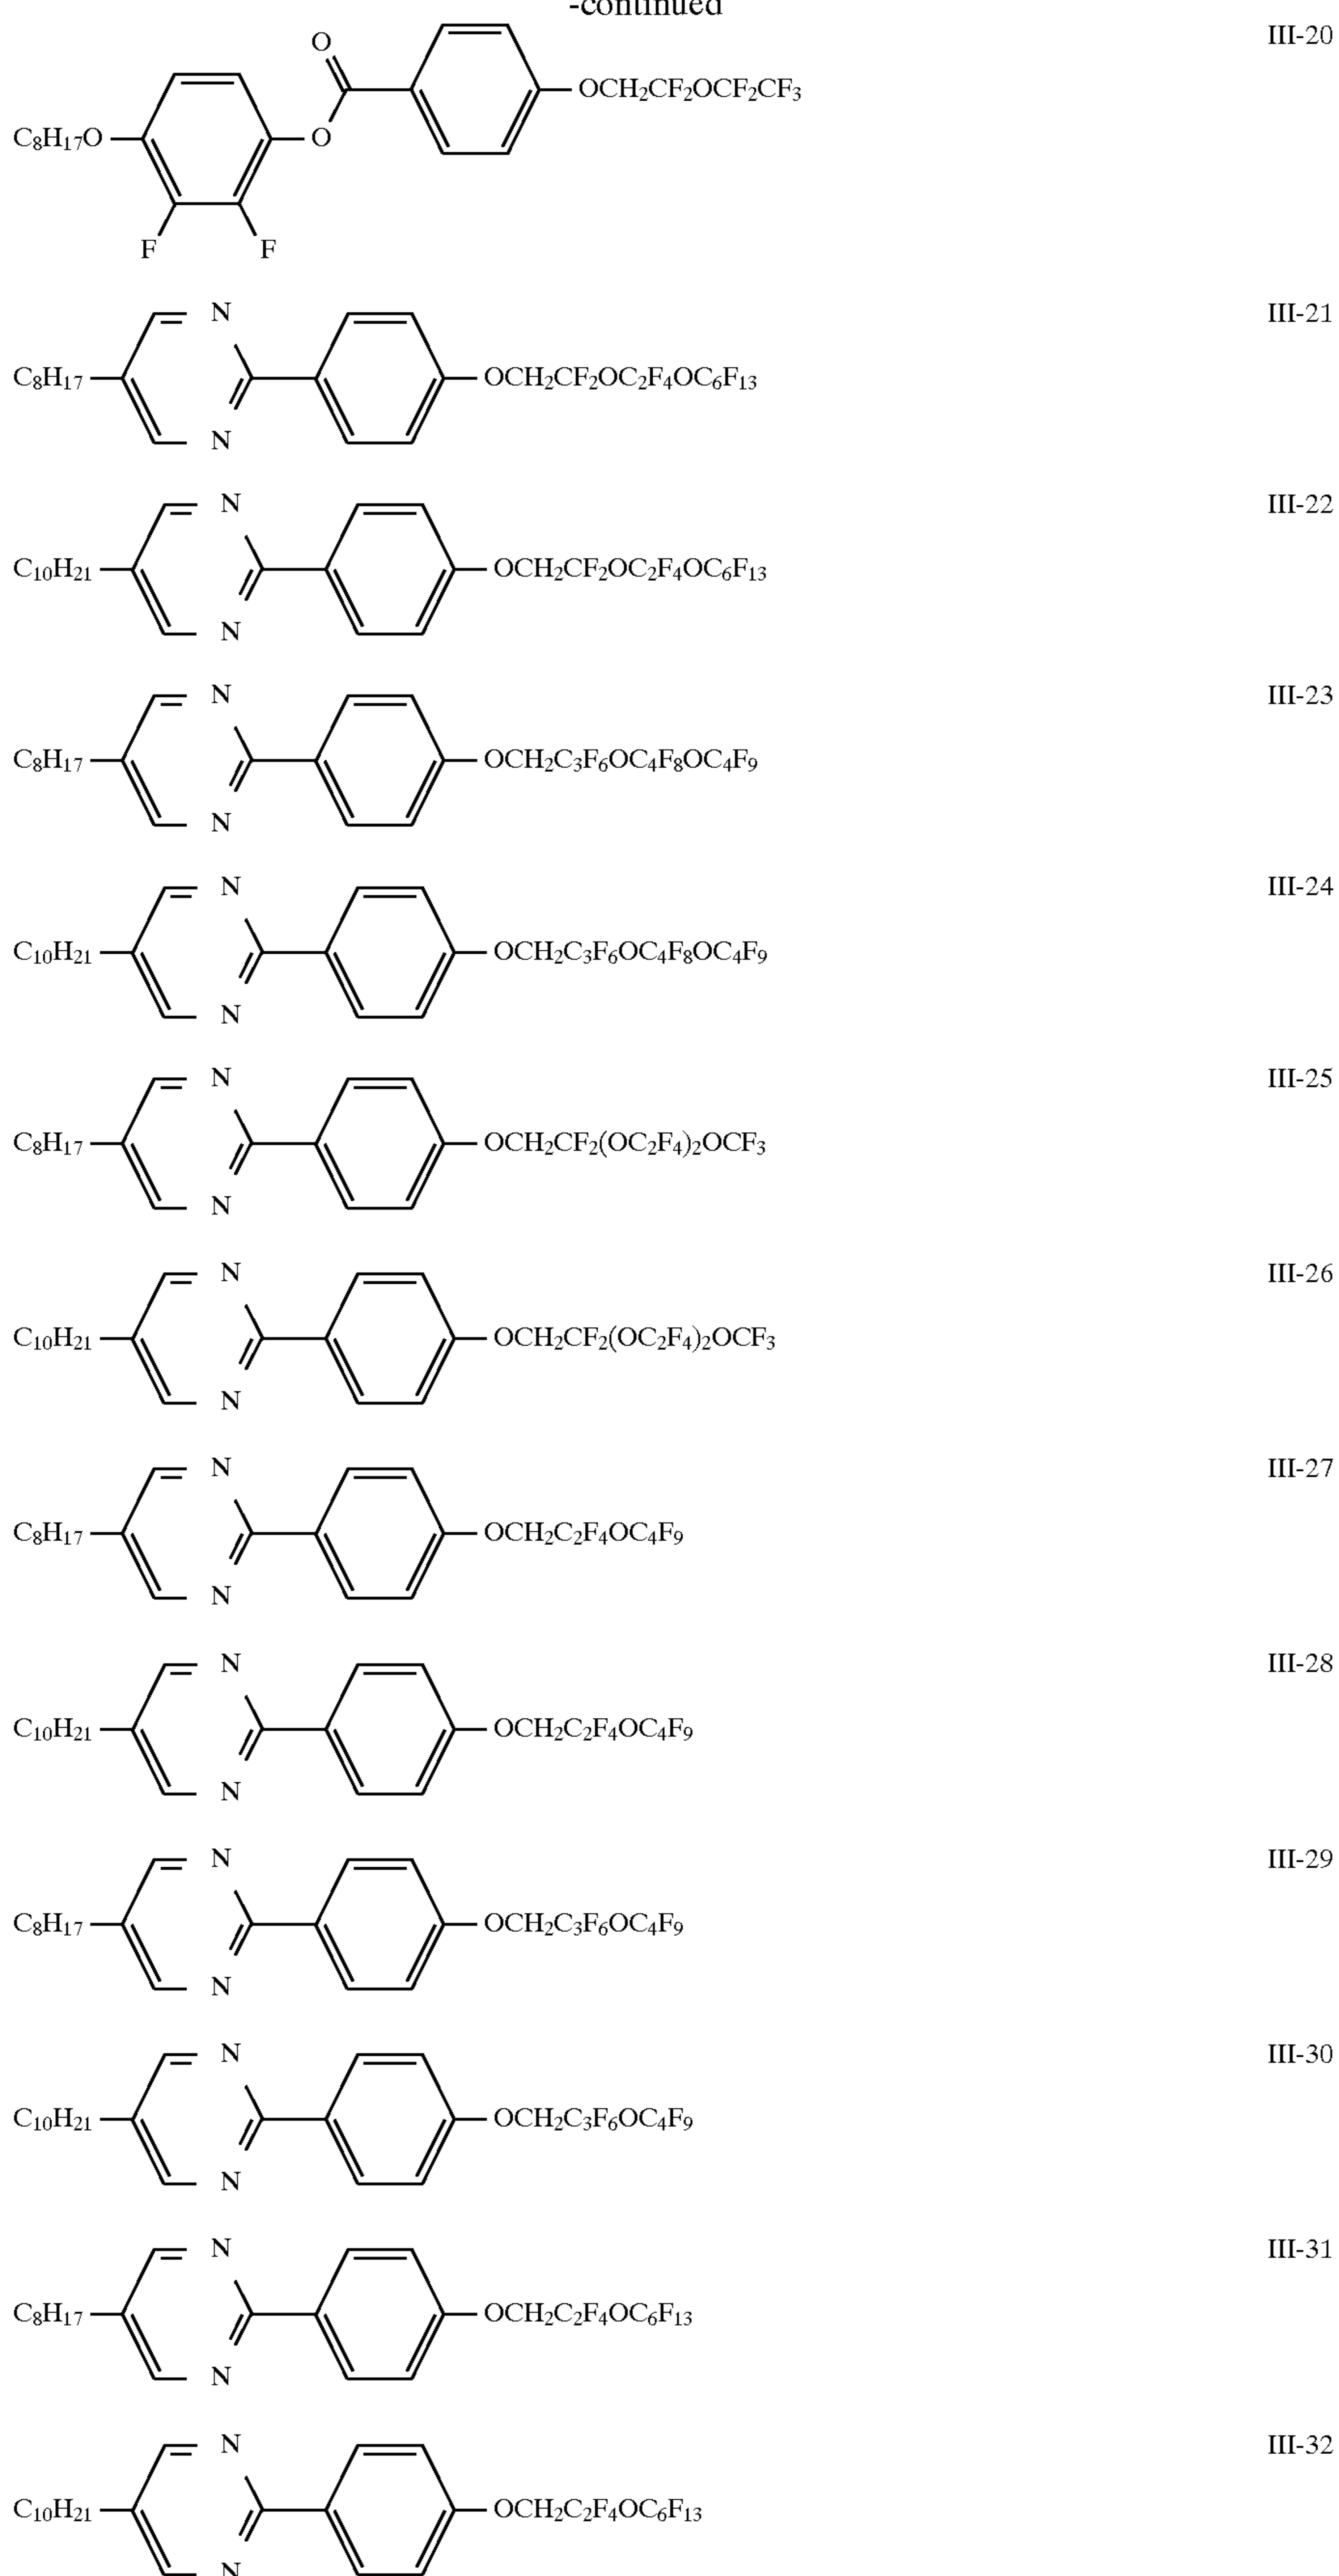 -continued
III-20
O
OCH₂CF₂OCF₂CF₃
C₈H₁₇O
O
F F
III-21
N
C₈H₁₇ OCH₂CF₂OC₂F₄OC₆F₁₃
N
III-22
N
C₁₀H₂₁ OCH₂CF₂OC₂F₄OC₆F₁₃
N
III-23
N
C₈H₁₇ OCH₂C₃F₆OC₄F₈OC₄F₉
N
III-24
N
C₁₀H₂₁ OCH₂C₃F₆OC₄F₈OC₄F₉
N
III-25
N
C₈H₁₇ OCH₂CF₂(OC₂F₄)₂OCF₃
N
III-26
N
C₁₀H₂₁ OCH₂CF₂(OC₂F₄)₂OCF₃
N
III-27
N
C₈H₁₇ OCH₂C₂F₄OC₄F₉
N
III-28
N
C₁₀H₂₁ OCH₂C₂F₄OC₄F₉
N
III-29
N
C₈H₁₇ OCH₂C₃F₆OC₄F₉
N
III-30
N
C₁₀H₂₁ OCH₂C₃F₆OC₄F₉
N
III-31
N
C₈H₁₇ OCH₂C₂F₄OC₆F₁₃
N
III-32
N
C₁₀H₂₁ OCH₂C₂F₄OC₆F₁₃
N